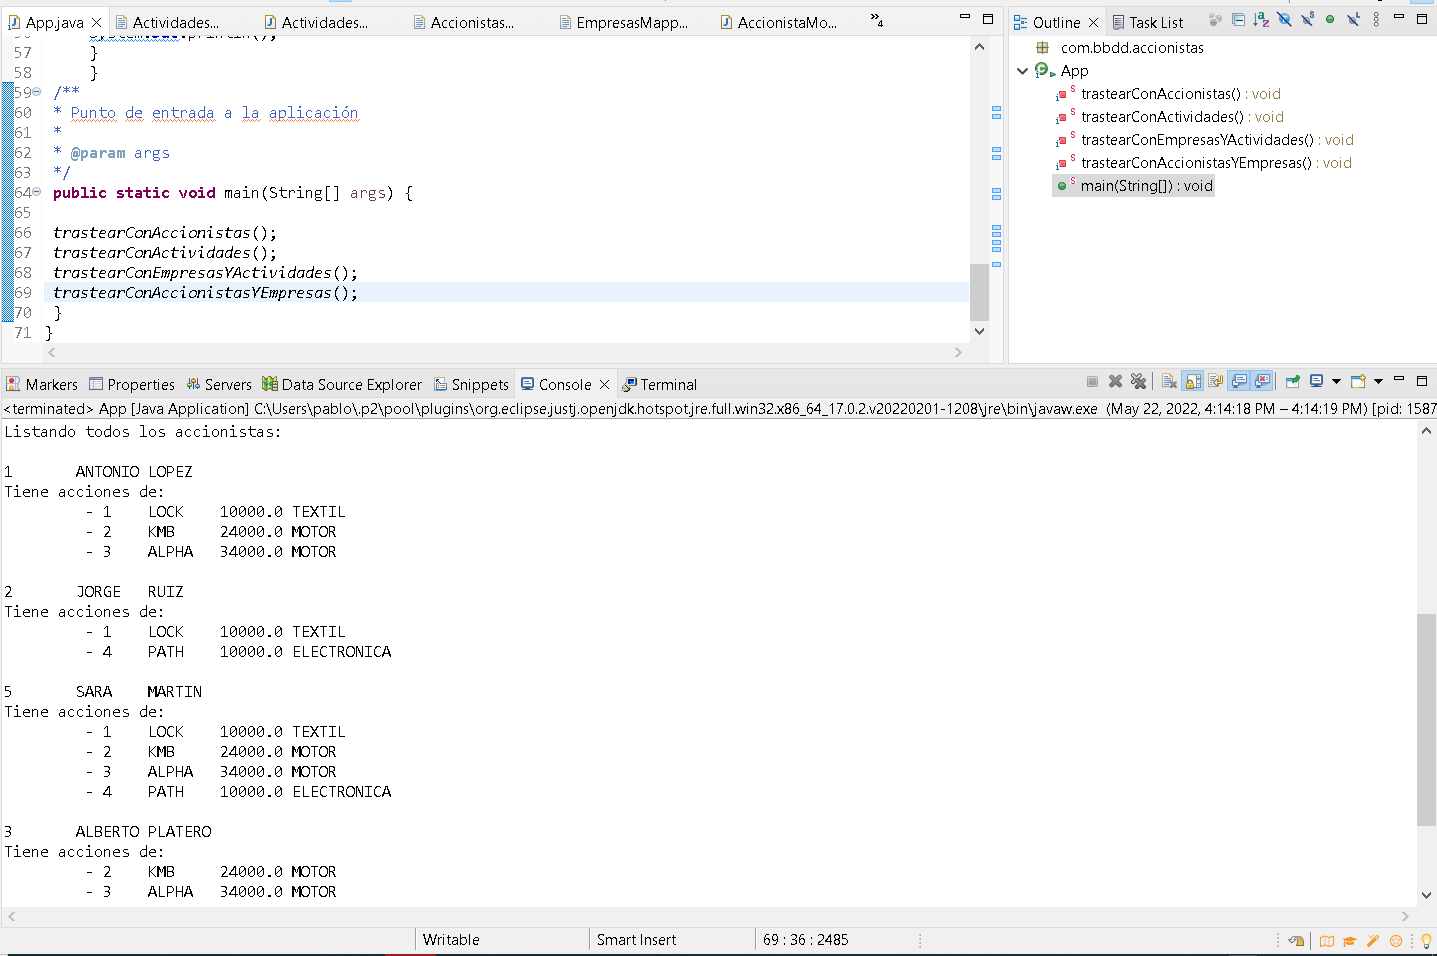 App.java
Actividades...
Actividades...
Accionistas...
EmpresasMapp...
AccionistaMo...
»4
Outline
Task List
57 }
58 }
59 /**
60 * Punto de entrada a la aplicación
61 *
62 * @param args
63 */
64 public static void main(String[] args) {
65
66 trastearConAccionistas();
67 trastearConActividades();
68 trastearConEmpresasYActividades();
69 trastearConAccionistasYEmpresas();
70 }
71 }
com.bbdd.accionistas
App
trastearConAccionistas() : void
trastearConActividades() : void
trastearConEmpresasYActividades() : void
trastearConAccionistasYEmpresas() : void
main(String[]) : void
Markers
Properties
Servers
Data Source Explorer
Snippets
Console
Terminal
<terminated> App [Java Application] C:\Users\pablo\.p2\pool\plugins\org.eclipse.justj.openjdk.hotspot.jre.full.win32.x86_64_17.0.2.v20220201-1208\jre\bin\javaw.exe (May 22, 2022, 4:14:18 PM – 4:14:19 PM) [pid: 1587
Listando todos los accionistas:
1 ANTONIO LOPEZ
Tiene acciones de:
- 1 LOCK 10000.0 TEXTIL
- 2 KMB 24000.0 MOTOR
- 3 ALPHA 34000.0 MOTOR
2 JORGE RUIZ
Tiene acciones de:
- 1 LOCK 10000.0 TEXTIL
- 4 PATH 10000.0 ELECTRONICA
5 SARA MARTIN
Tiene acciones de:
- 1 LOCK 10000.0 TEXTIL
- 2 KMB 24000.0 MOTOR
- 3 ALPHA 34000.0 MOTOR
- 4 PATH 10000.0 ELECTRONICA
3 ALBERTO PLATERO
Tiene acciones de:
- 2 KMB 24000.0 MOTOR
- 3 ALPHA 34000.0 MOTOR
Writable
Smart Insert
69 : 36 : 2485